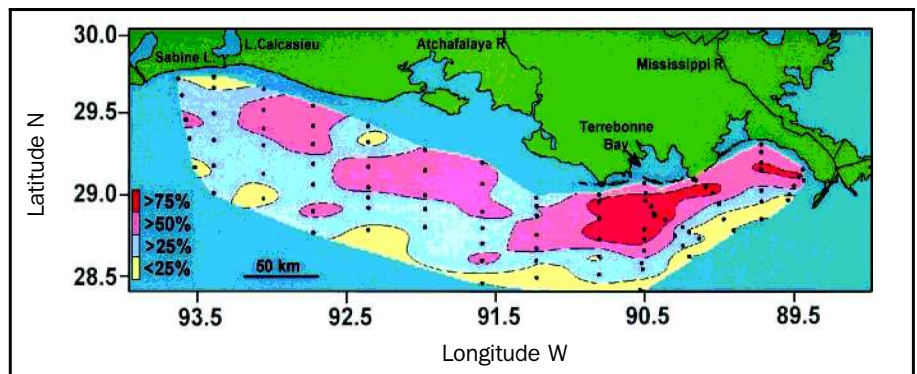 30.0
29.5
29.0
28.5
Latitude N
L.Calcasieu
Sabine L.
Atchafalaya R
Mississippi R
Terrebonne
Bay
>75%
>50%
>25%
<25%
50 km
93.5 92.5 91.5 90.5 89.5
Longitude W